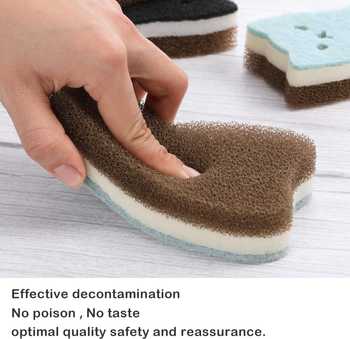 Effective decontamination
No poison , No taste
optimal quality safety and reassurance.